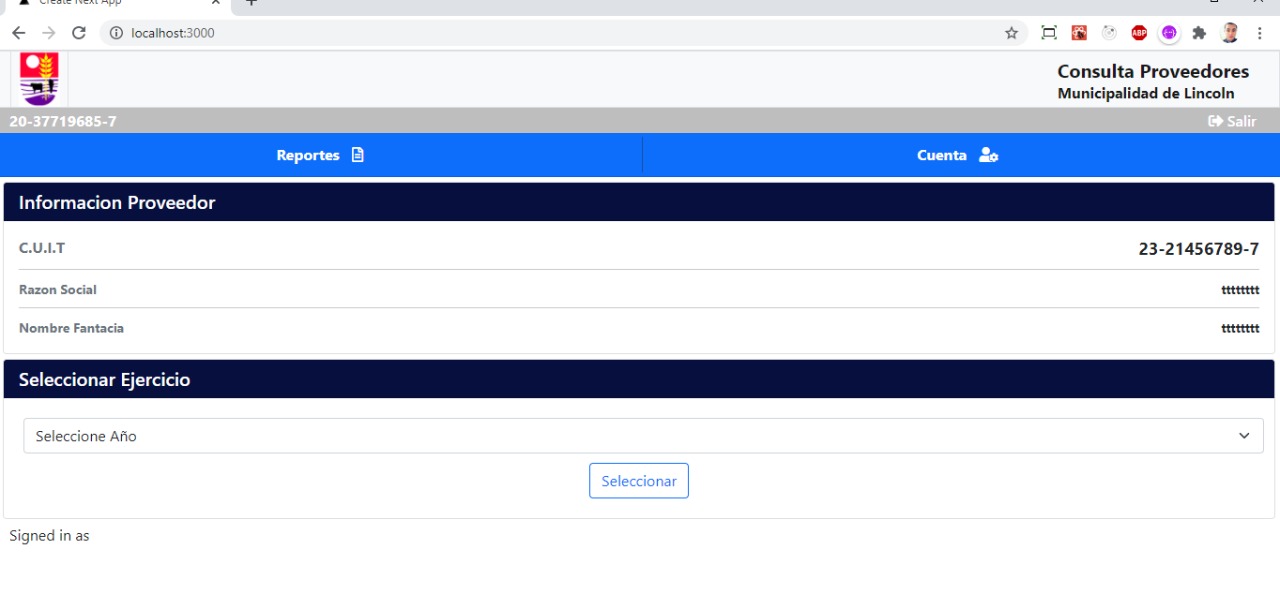 Create Next App
localhost:3000
ABP
Consulta Proveedores
Municipalidad de Lincoln
20-37719685-7
Salir
Reportes
Cuenta
Informacion Proveedor
C.U.I.T 23-21456789-7
Razon Social tttttttt
Nombre Fantacia tttttttt
Seleccionar Ejercicio
Seleccione Año
Seleccionar
Signed in as